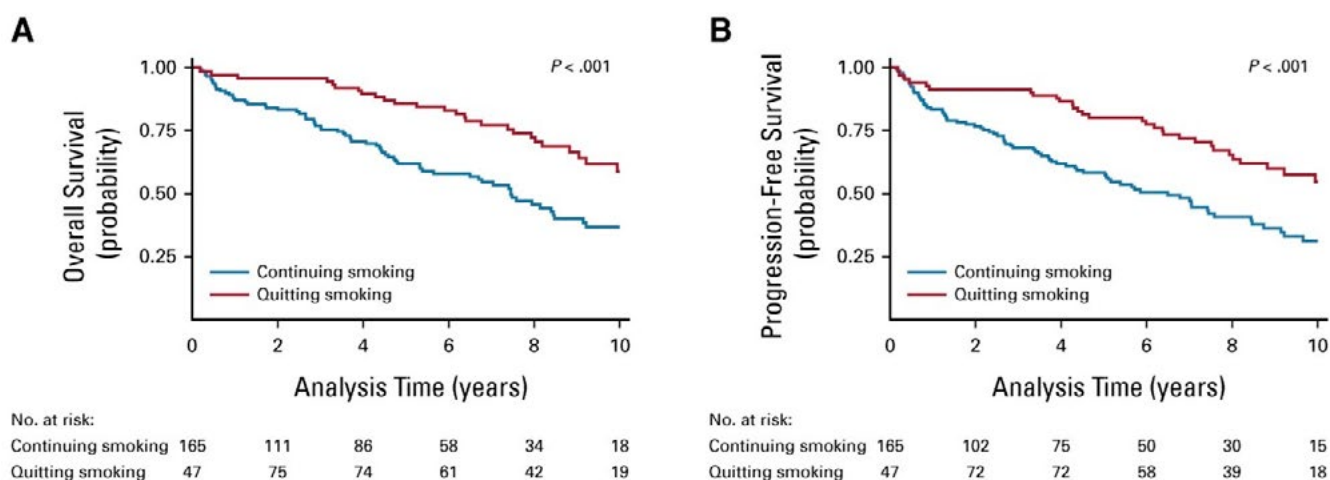 A
Overall Survival
(probability)
1.00
0.75
0.50
0.25
P < .001
Continuing smoking
Quitting smoking
0 2 4 6 8 10
Analysis Time (years)
No. at risk:
Continuing smoking 165 111 86 58 34 18
Quitting smoking 47 75 74 61 42 19
B
Progression-Free Survival
(probability)
1.00
0.75
0.50
0.25
P < .001
Continuing smoking
Quitting smoking
0 2 4 6 8 10
Analysis Time (years)
No. at risk:
Continuing smoking 165 102 75 50 30 15
Quitting smoking 47 72 72 58 39 18